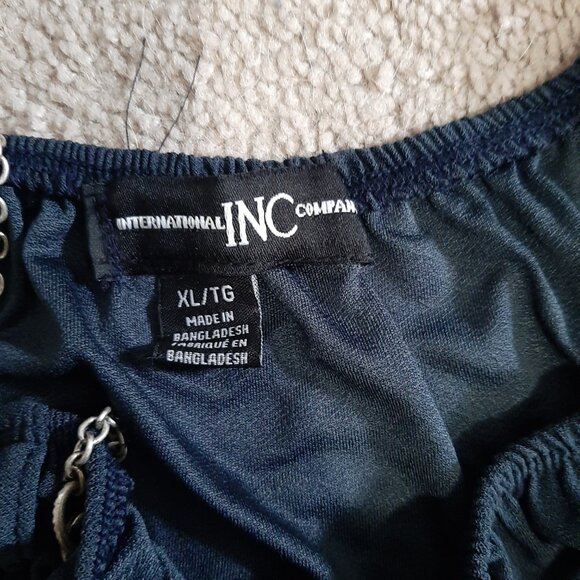 INTERNATIONAL INC COMPAN
XL/TG
MADE IN
BANGLADESH
FABRIQUÉ EN
BANGLADESH